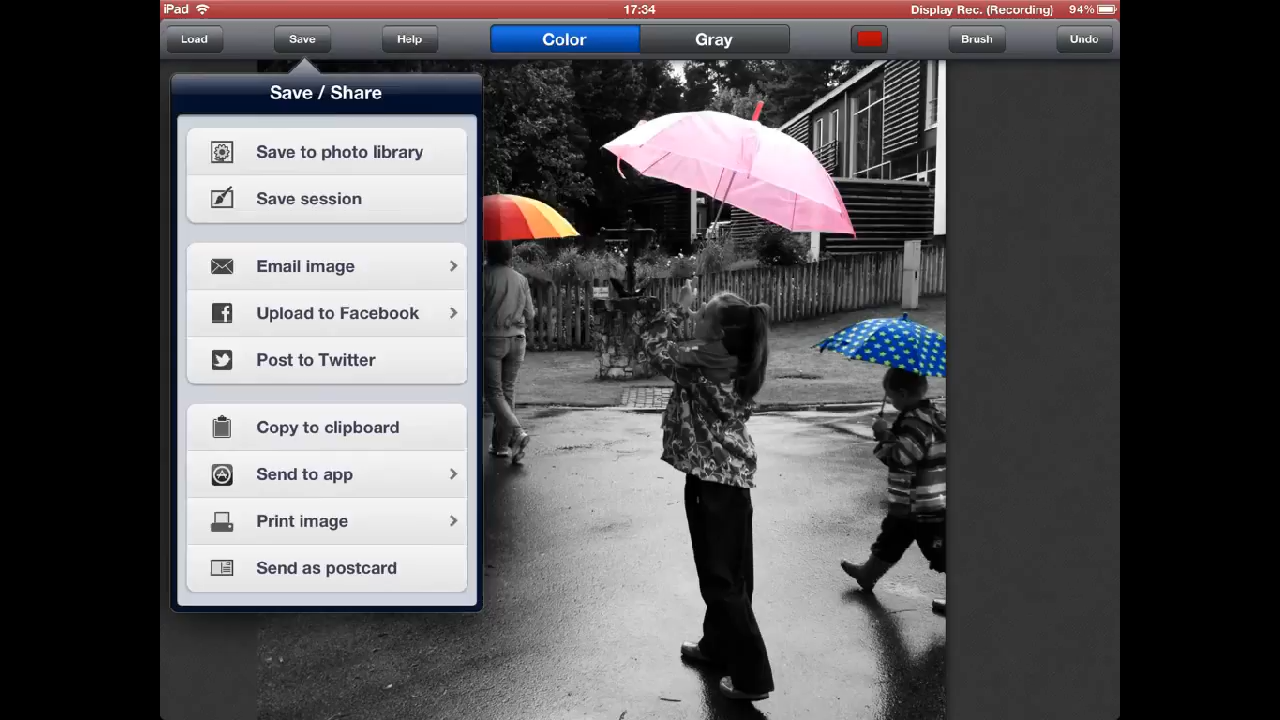 iPad 17:34 Display Rec. (Recording) 94%
Load Save Help Color Gray Brush Undo
Save / Share
Save to photo library
Save session
Email image
Upload to Facebook
Post to Twitter
Copy to clipboard
Send to app
Print image
Send as postcard